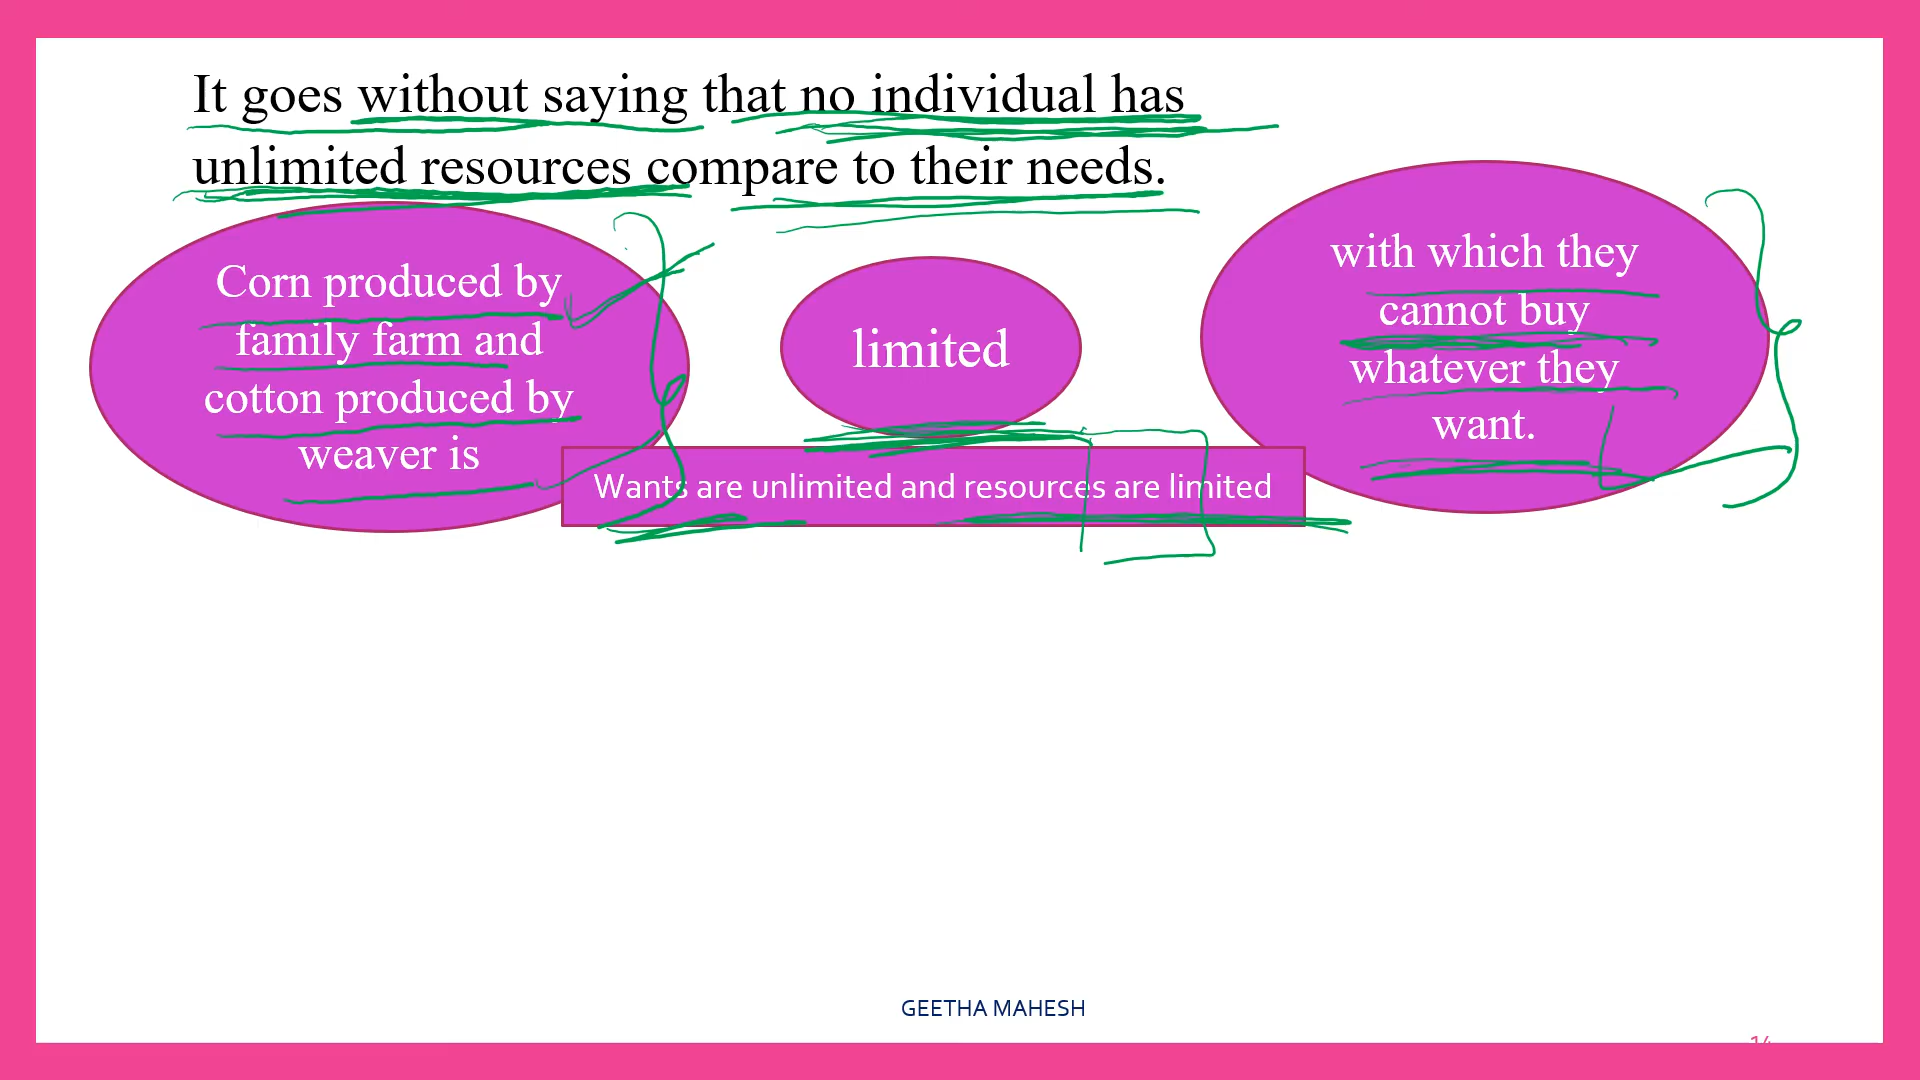 It goes without saying that no individual has
unlimited resources compare to their needs.
Corn produced by
family farm and
cotton produced by
weaver is
limited
with which they
cannot buy
whatever they
want.
Wants are unlimited and resources are limited
GEETHA MAHESH
14